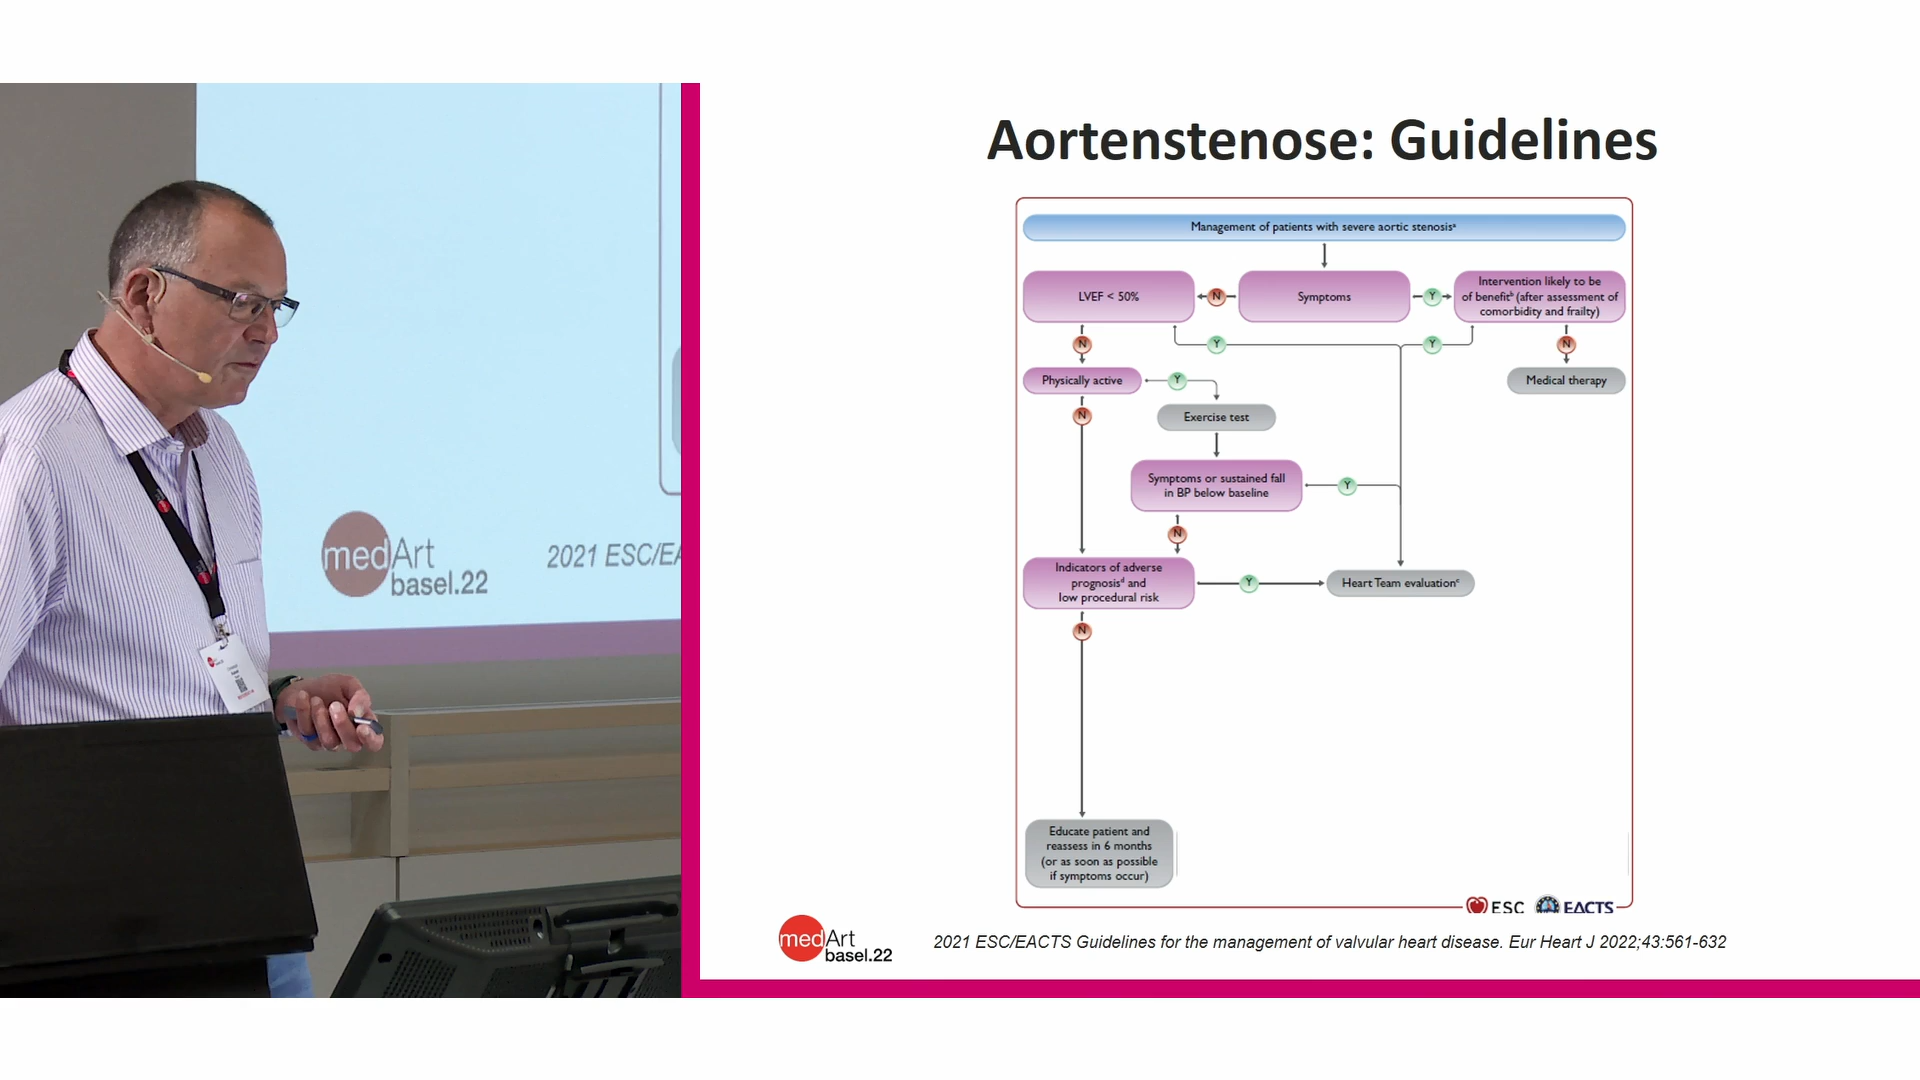 Aortenstenose: Guidelines
Management of patients with severe aortic stenosisᵃ
LVEF < 50%
N
Symptoms
Y
Intervention likely to be
of benefitᵇ (after assessment of
comorbidity and frailty)
N
Y
Y
N
Physically active
Y
Medical therapy
N
Exercise test
Symptoms or sustained fall
in BP below baseline
Y
N
Indicators of adverse
prognosisᵈ and
low procedural risk
Y
Heart Team evaluationᶜ
N
Educate patient and
reassess in 6 months
(or as soon as possible
if symptoms occur)
ESC EACTS
medArt
basel.22
2021 ESC/EACTS Guidelines for the management of valvular heart disease. Eur Heart J 2022;43:561-632
medArt
basel.22
2021 ESC/EA